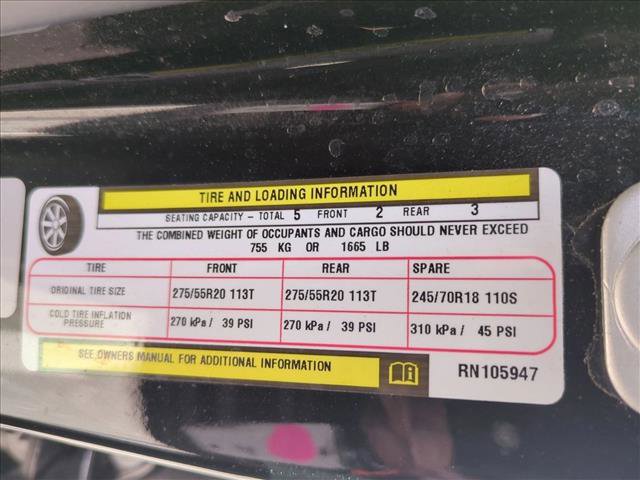 TIRE AND LOADING INFORMATION
SEATING CAPACITY - TOTAL 5 FRONT 2 REAR 3
THE COMBINED WEIGHT OF OCCUPANTS AND CARGO SHOULD NEVER EXCEED
755 KG OR 1665 LB
TIRE FRONT REAR SPARE
ORIGINAL TIRE SIZE 275/55R20 113T 275/55R20 113T 245/70R18 110S
COLD TIRE INFLATION PRESSURE 270 kPa / 39 PSI 270 kPa / 39 PSI 310 kPa / 45 PSI
SEE OWNERS MANUAL FOR ADDITIONAL INFORMATION
RN105947